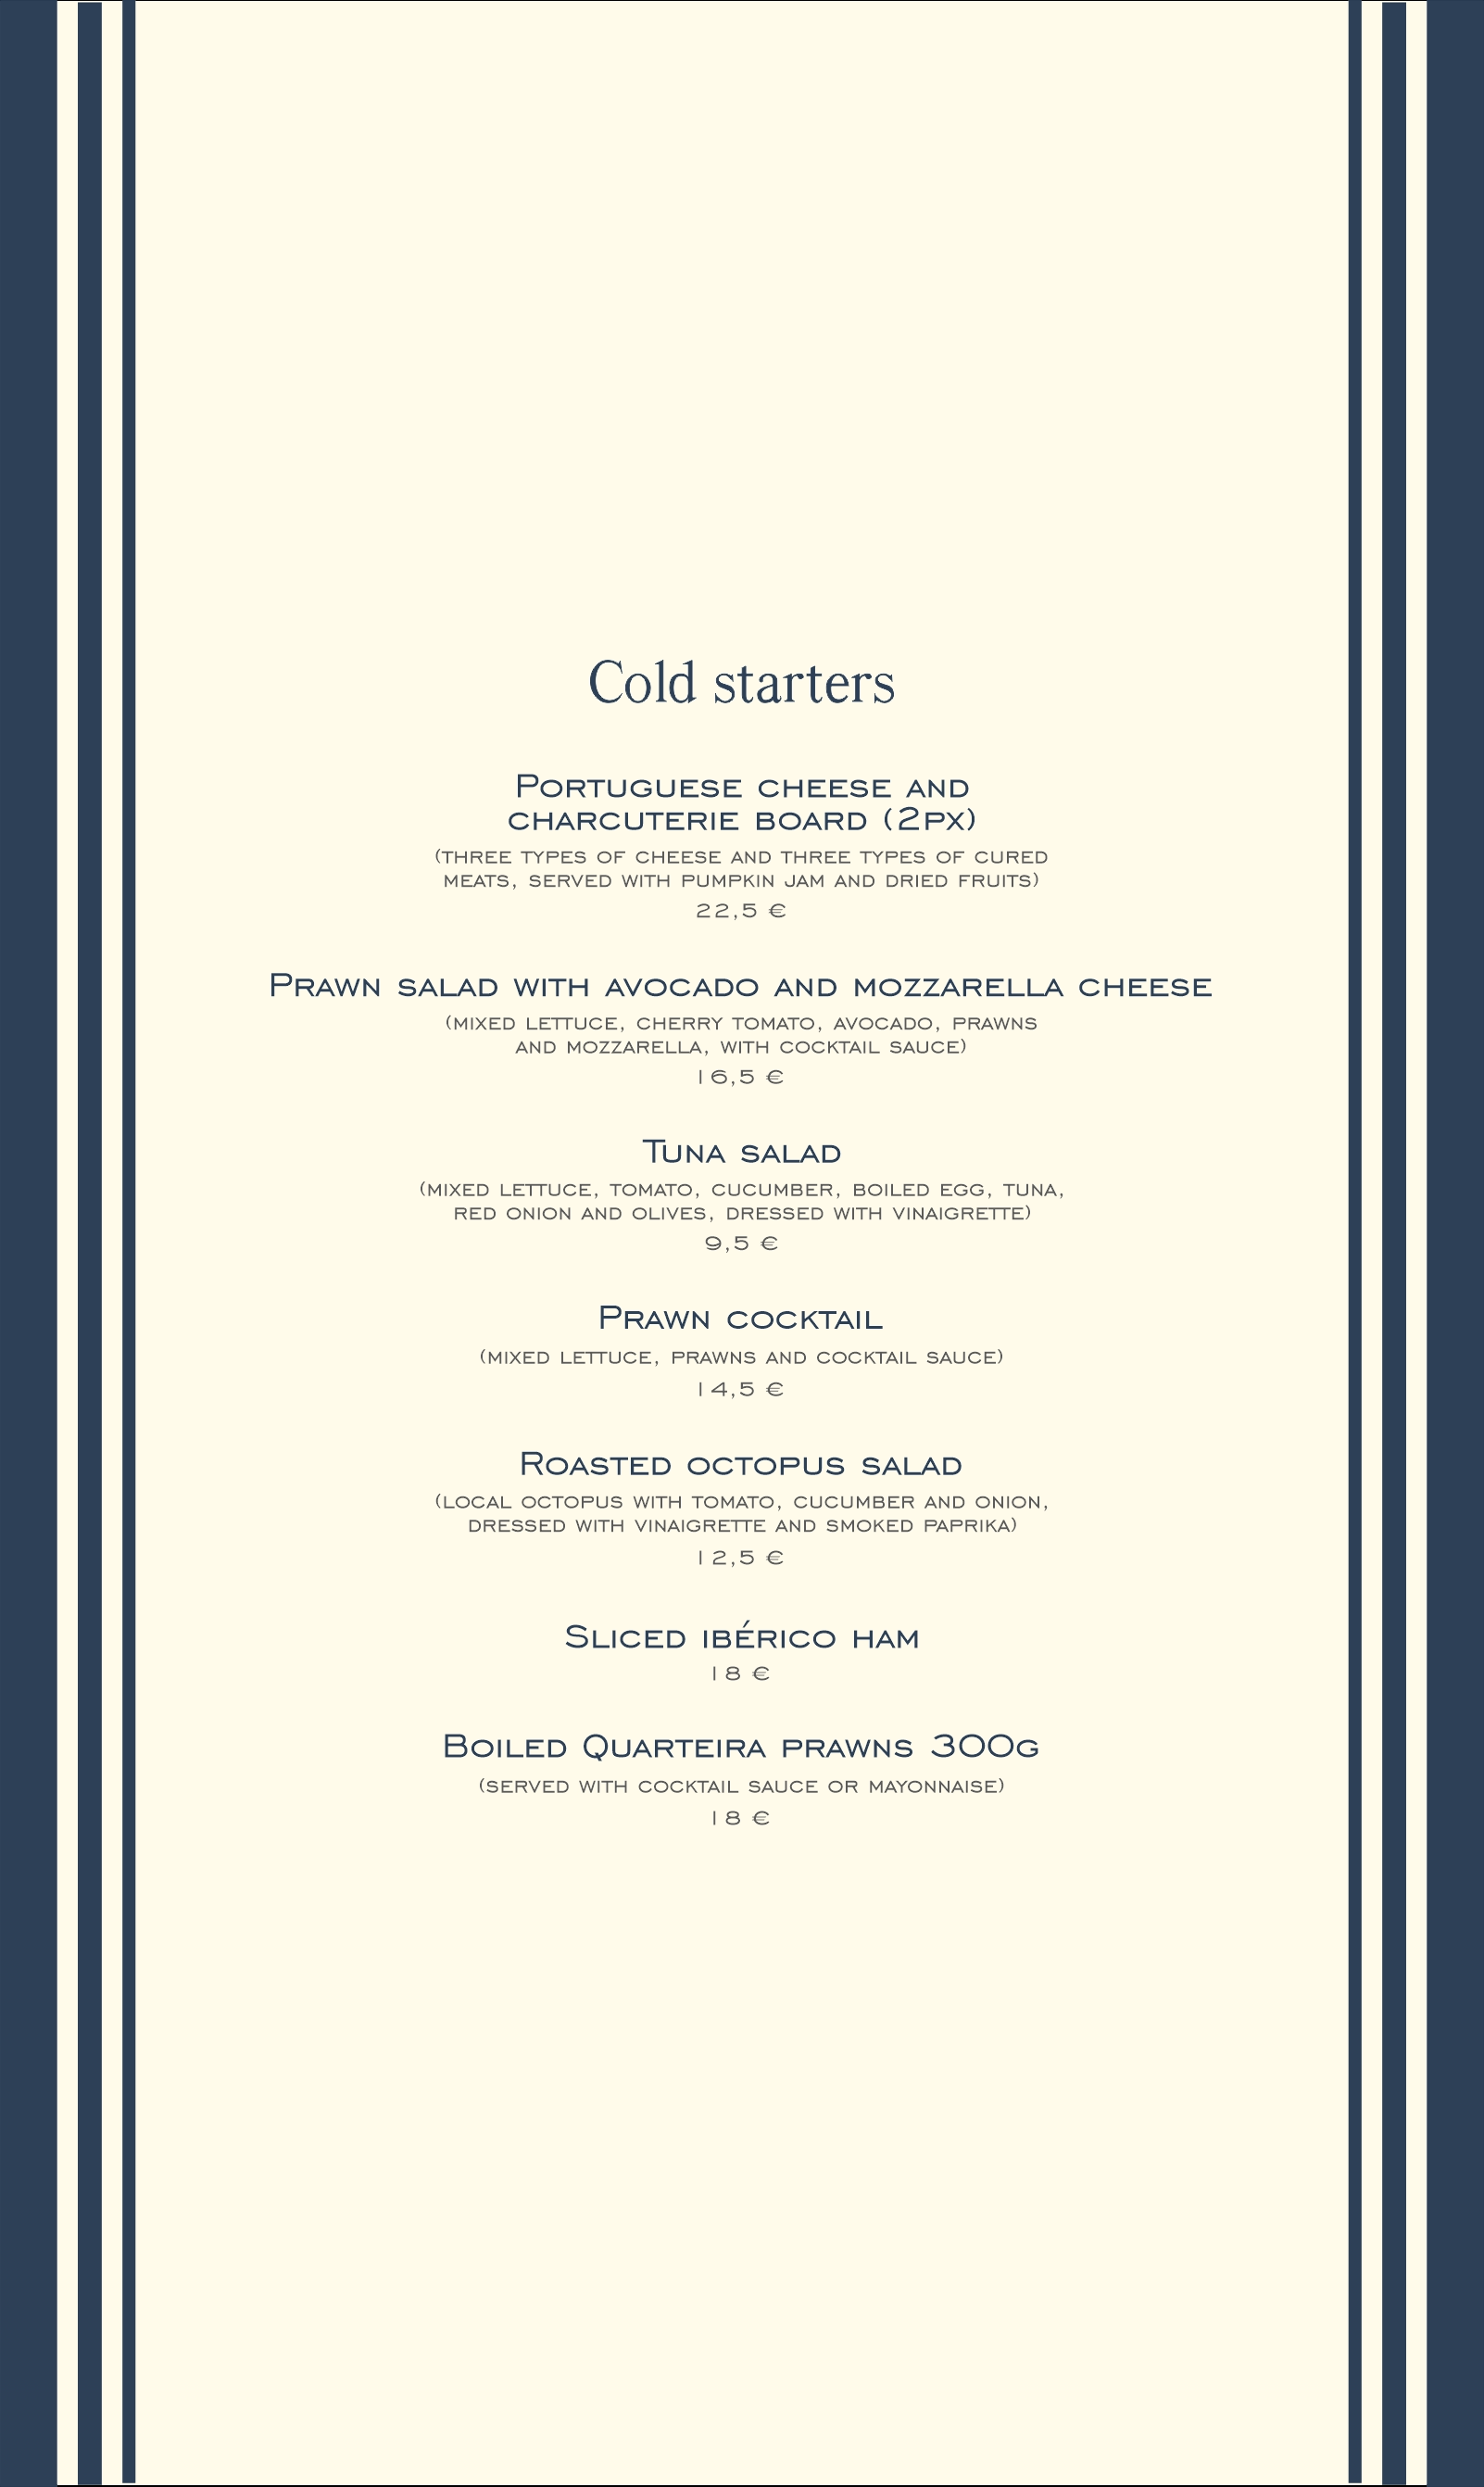 Cold starters
Portuguese cheese and
charcuterie board (2px)
(three types of cheese and three types of cured
meats, served with pumpkin jam and dried fruits)
22,5 €
Prawn salad with avocado and mozzarella cheese
(mixed lettuce, cherry tomato, avocado, prawns
and mozzarella, with cocktail sauce)
16,5 €
Tuna salad
(mixed lettuce, tomato, cucumber, boiled egg, tuna,
red onion and olives, dressed with vinaigrette)
9,5 €
Prawn cocktail
(mixed lettuce, prawns and cocktail sauce)
14,5 €
Roasted octopus salad
(local octopus with tomato, cucumber and onion,
dressed with vinaigrette and smoked paprika)
12,5 €
Sliced ibérico ham
18 €
Boiled Quarteira prawns 300g
(served with cocktail sauce or mayonnaise)
18 €